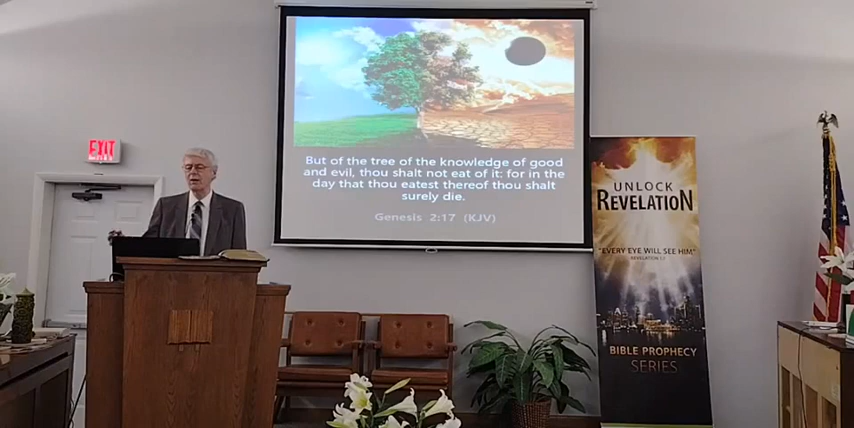 EXIT
But of the tree of the knowledge of good
and evil, thou shalt not eat of it: for in the
day that thou eatest thereof thou shalt
surely die.
Genesis 2:17 (KJV)
UNLOCK
REVELATION
"EVERY EYE WILL SEE HIM"
BIBLE PROPHECY
SERIES